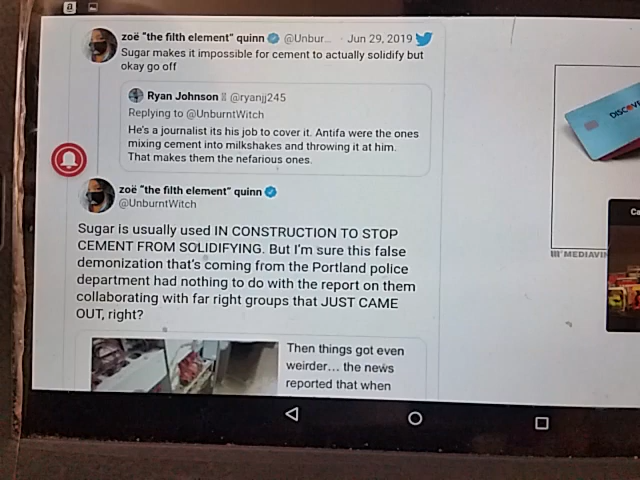 zoë "the filth element" quinn @Unbur... · Jun 29, 2019
Sugar makes it impossible for cement to actually solidify but
okay go off
Ryan Johnson @ryanjj245
Replying to @UnburntWitch
He's a journalist its his job to cover it. Antifa were the ones
mixing cement into milkshakes and throwing it at him.
That makes them the nefarious ones.
zoë "the filth element" quinn
@UnburntWitch
Sugar is usually used IN CONSTRUCTION TO STOP
CEMENT FROM SOLIDIFYING. But I'm sure this false
demonization that's coming from the Portland police
department had nothing to do with the report on them
collaborating with far right groups that JUST CAME
OUT, right?
Then things got even
weirder... the news
reported that when
DISCOVE
MEDIAVIN
Ca